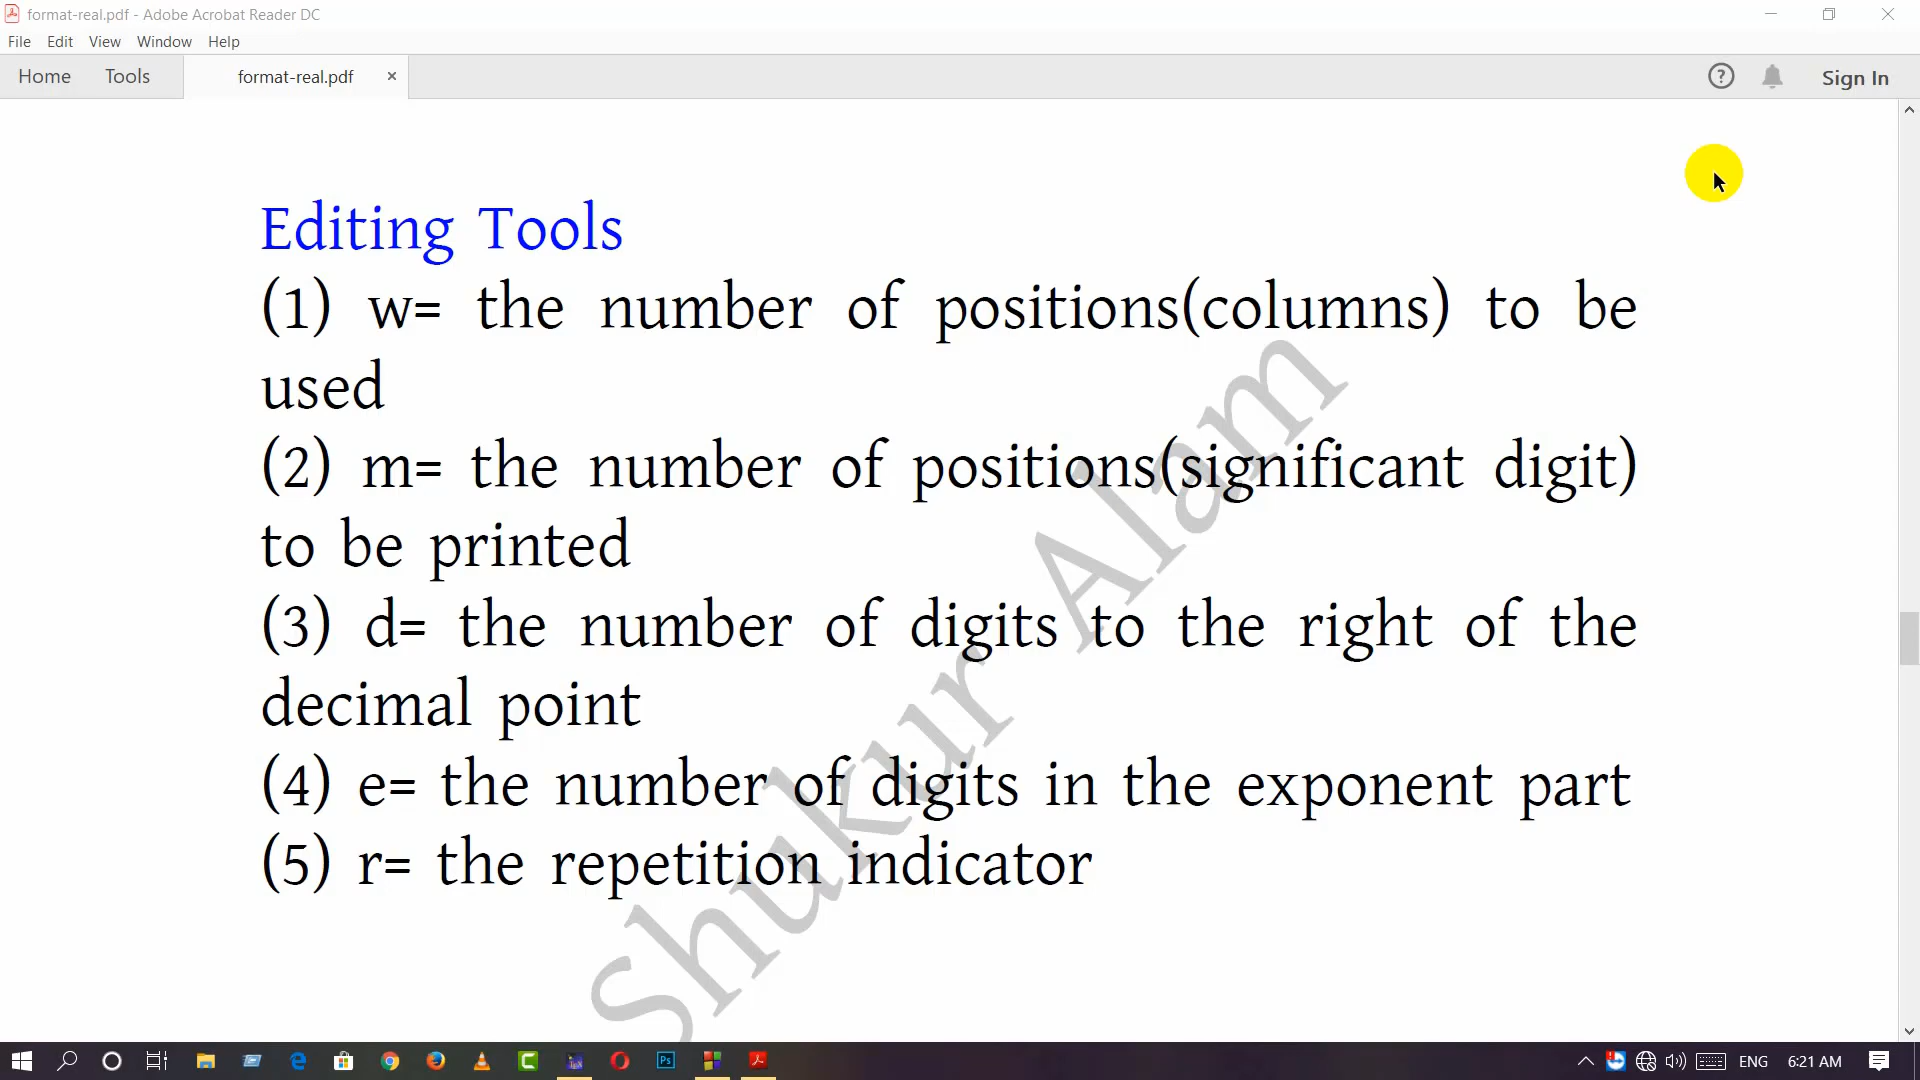 format-real.pdf - Adobe Acrobat Reader DC
File Edit View Window Help
Home Tools format-real.pdf × ? Sign In
Editing Tools
(1) w= the number of positions(columns) to be
used
(2) m= the number of positions(significant digit)
to be printed
(3) d= the number of digits to the right of the
decimal point
(4) e= the number of digits in the exponent part
(5) r= the repetition indicator
Shukur Alam
Ps ENG 6:21 AM